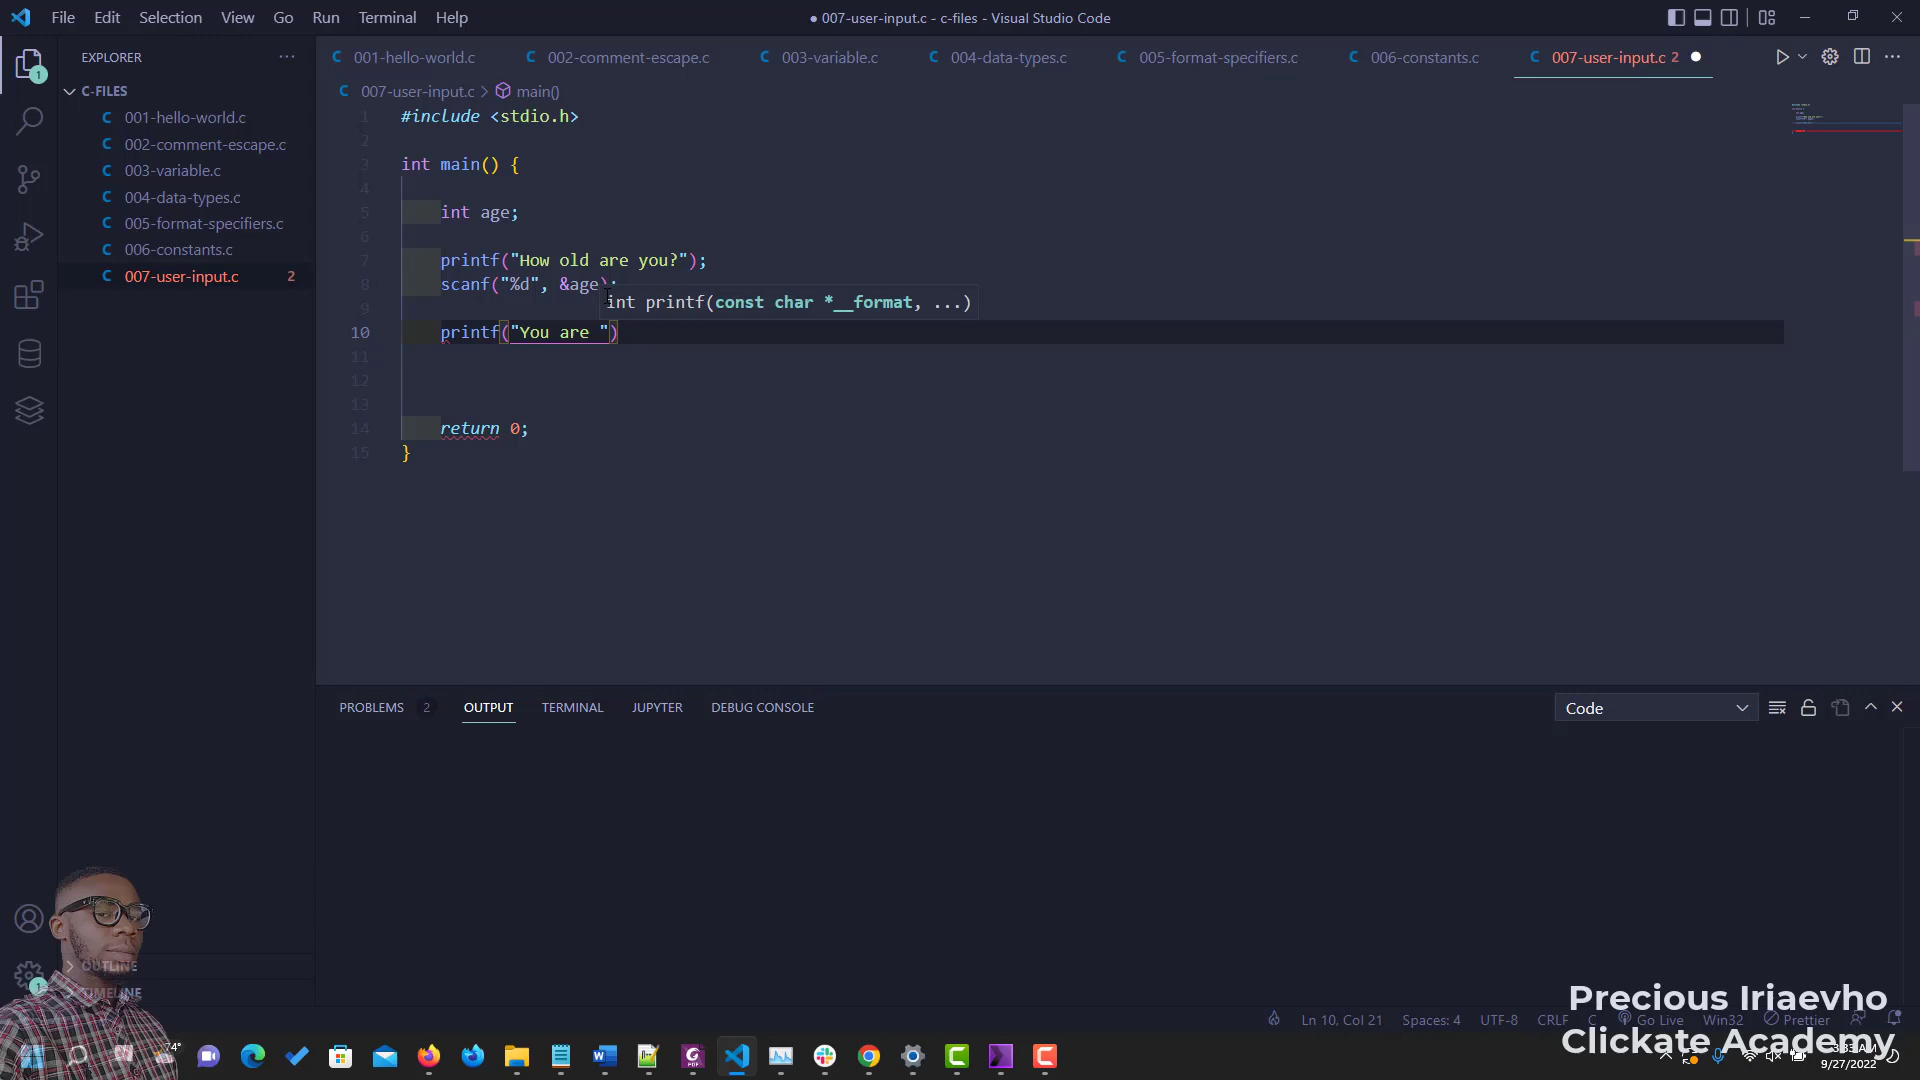 File Edit Selection View Go Run Terminal Help
● 007-user-input.c - c-files - Visual Studio Code
EXPLORER
C-FILES
001-hello-world.c
002-comment-escape.c
003-variable.c
004-data-types.c
005-format-specifiers.c
006-constants.c
007-user-input.c 2
OUTLINE
TIMELINE
001-hello-world.c 002-comment-escape.c 003-variable.c 004-data-types.c 005-format-specifiers.c 006-constants.c 007-user-input.c 2
007-user-input.c > main()
1 #include <stdio.h>
2
3 int main() {
4
5 int age;
6
7 printf("How old are you?");
8 scanf("%d", &age);
9 int printf(const char *__format, ...)
10 printf("You are ")
11
12
13
14 return 0;
15 }
PROBLEMS 2 OUTPUT TERMINAL JUPYTER DEBUG CONSOLE
Code
Ln 10, Col 21 Spaces: 4 UTF-8 CRLF C Go Live Win32 Prettier
Precious Iriaevho
Clickate Academy
74°
9/27/2022